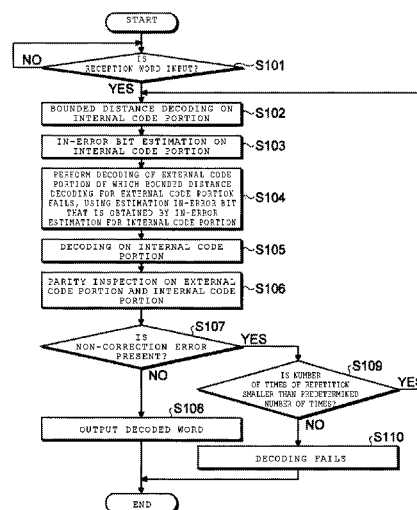 START
NO
IS
RECEPTION WORD INPUT?
S101
YES
BOUNDED DISTANCE DECODING ON
INTERNAL CODE PORTION
S102
IN-ERROR BIT ESTIMATION ON
INTERNAL CODE PORTION
S103
PERFORM DECODING OF EXTERNAL CODE
PORTION OF WHICH BOUNDED DISTANCE
DECODING FOR EXTERNAL CODE PORTION
FAILS, USING ESTIMATION IN-ERROR BIT
THAT IS OBTAINED BY IN-ERROR
ESTIMATION FOR INTERNAL CODE PORTION
S104
DECODING ON INTERNAL CODE
PORTION
S105
PARITY INSPECTION ON EXTERNAL
CODE PORTION AND INTERNAL CODE
PORTION
S106
S107
IS
NON-CORRECTION ERROR
PRESENT?
YES
NO
S109
IS NUMBER
OF TIMES OF REPETITION
SMALLER THAN PREDETERMINED
NUMBER OF TIMES?
YES
NO
S108
OUTPUT DECODED WORD
S110
DECODING FAILS
END